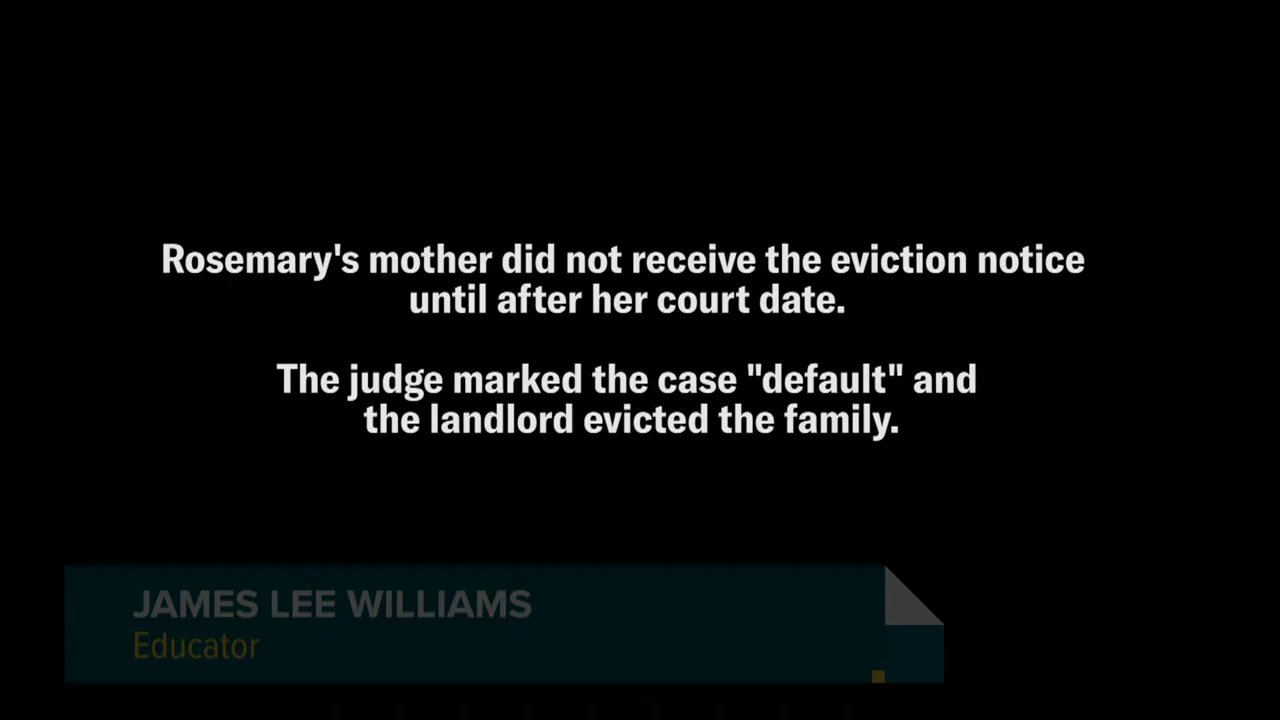 Rosemary's mother did not receive the eviction notice
until after her court date.
The judge marked the case "default" and
the landlord evicted the family.
JAMES LEE WILLIAMS
Educator